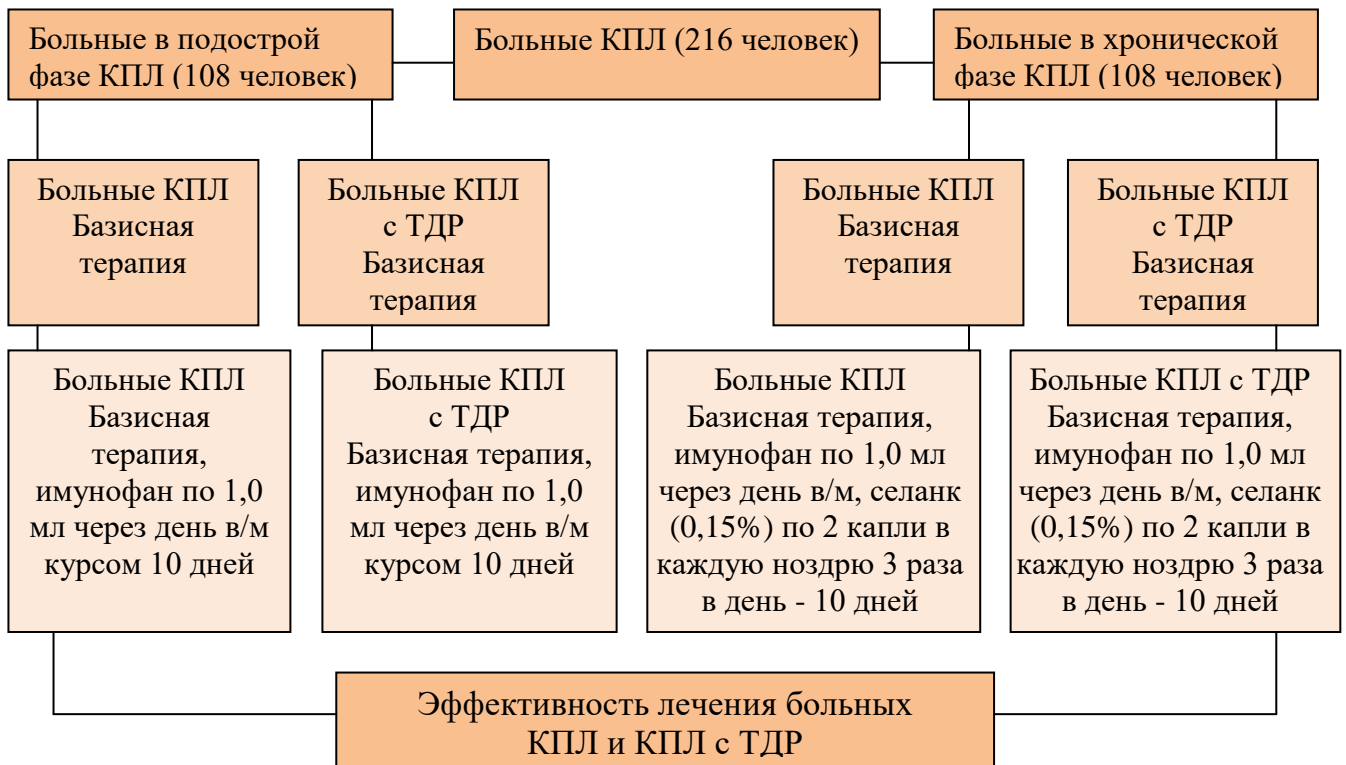 Больные в подострой
фазе КПЛ (108 человек)
Больные КПЛ (216 человек)
Больные в хронической
фазе КПЛ (108 человек)
Больные КПЛ
Базисная
терапия
Больные КПЛ
с ТДР
Базисная
терапия
Больные КПЛ
Базисная
терапия
Больные КПЛ
с ТДР
Базисная
терапия
Больные КПЛ
Базисная
терапия,
имунофан по 1,0
мл через день в/м
курсом 10 дней
Больные КПЛ
с ТДР
Базисная терапия,
имунофан по 1,0
мл через день в/м
курсом 10 дней
Больные КПЛ
Базисная терапия,
имунофан по 1,0 мл
через день в/м, селанк
(0,15%) по 2 капли в
каждую ноздрю 3 раза
в день - 10 дней
Больные КПЛ с ТДР
Базисная терапия,
имунофан по 1,0 мл
через день в/м, селанк
(0,15%) по 2 капли в
каждую ноздрю 3 раза
в день - 10 дней
Эффективность лечения больных
КПЛ и КПЛ с ТДР